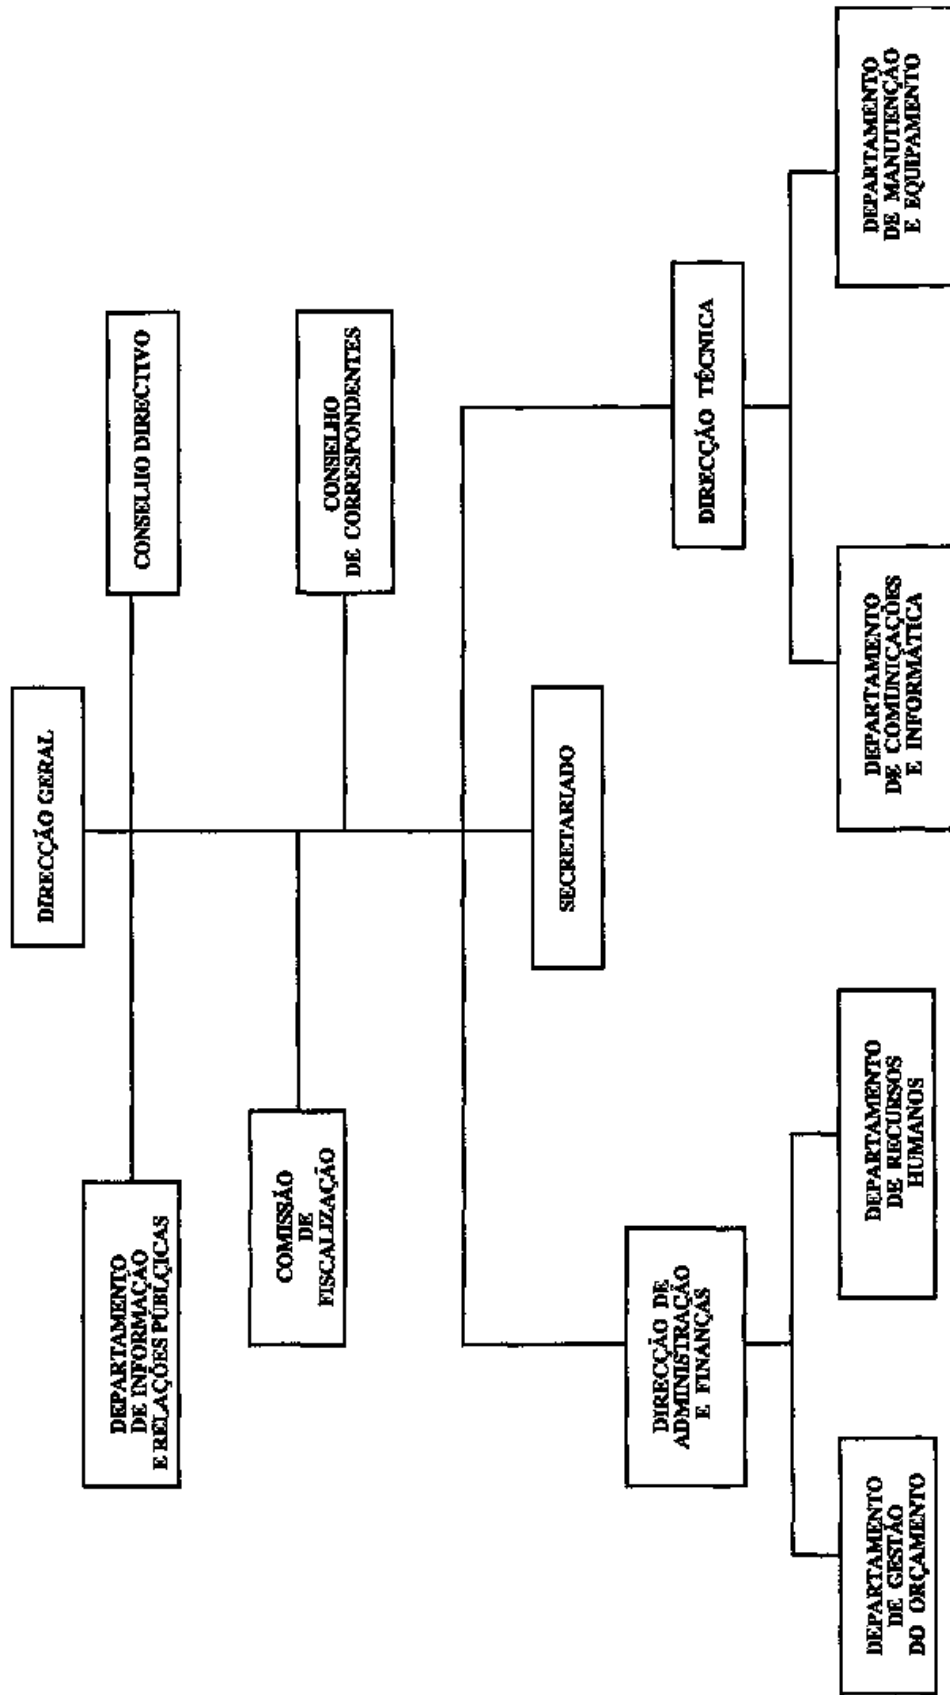 DIRECÇÃO GERAL
CONSELHO DIRECTIVO
DEPARTAMENTO
DE INFORMAÇÃO
E RELAÇÕES PÚBLÇICAS
COMISSÃO
DE
FISCALIZAÇÃO
CONSELHO
DE CORRESPONDENTES
SECRETARIADO
DIRECÇÃO DE
ADMINISTRAÇÃO
E FINANÇAS
DIRECÇÃO TÉCNICA
DEPARTAMENTO
DE GESTÃO
DO ORÇAMENTO
DEPARTAMENTO
DE RECURSOS
HUMANOS
DEPARTAMENTO
DE COMUNICAÇÕES
E INFORMÁTICA
DEPARTAMENTO
DE MANUTENÇÃO
E EQUIPAMENTO